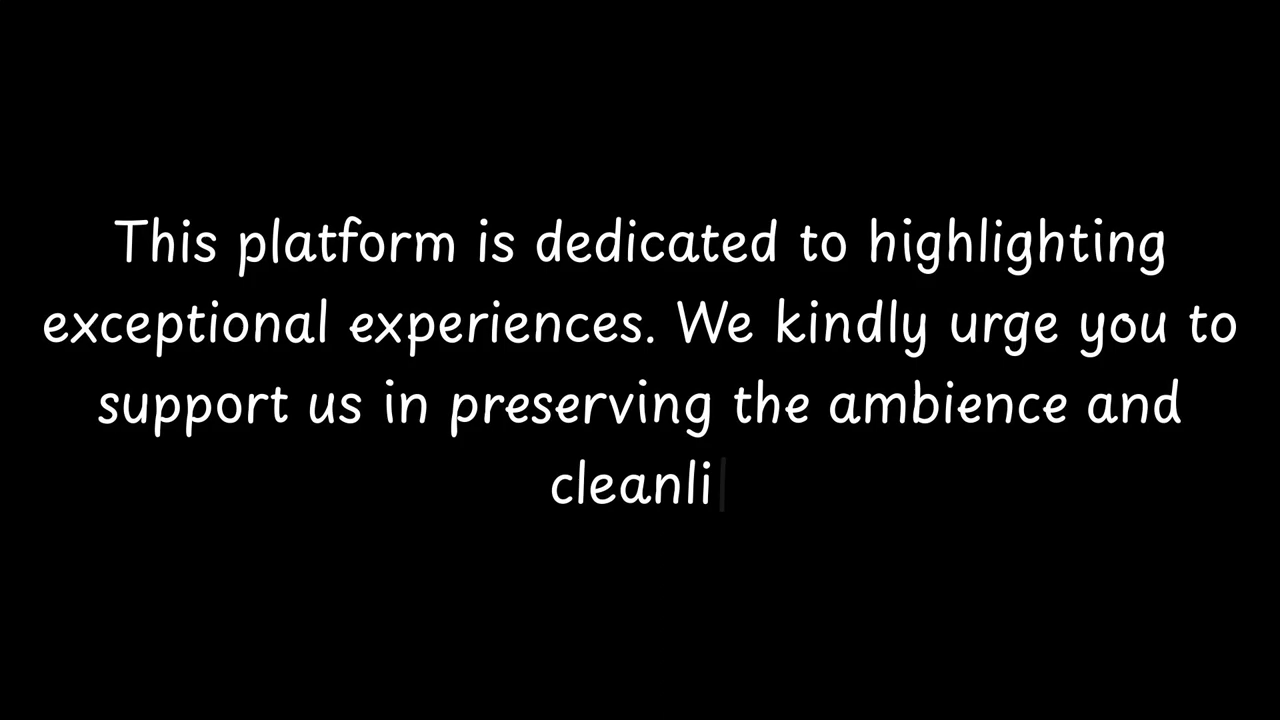 This platform is dedicated to highlighting
exceptional experiences. We kindly urge you to
support us in preserving the ambience and
cleanli